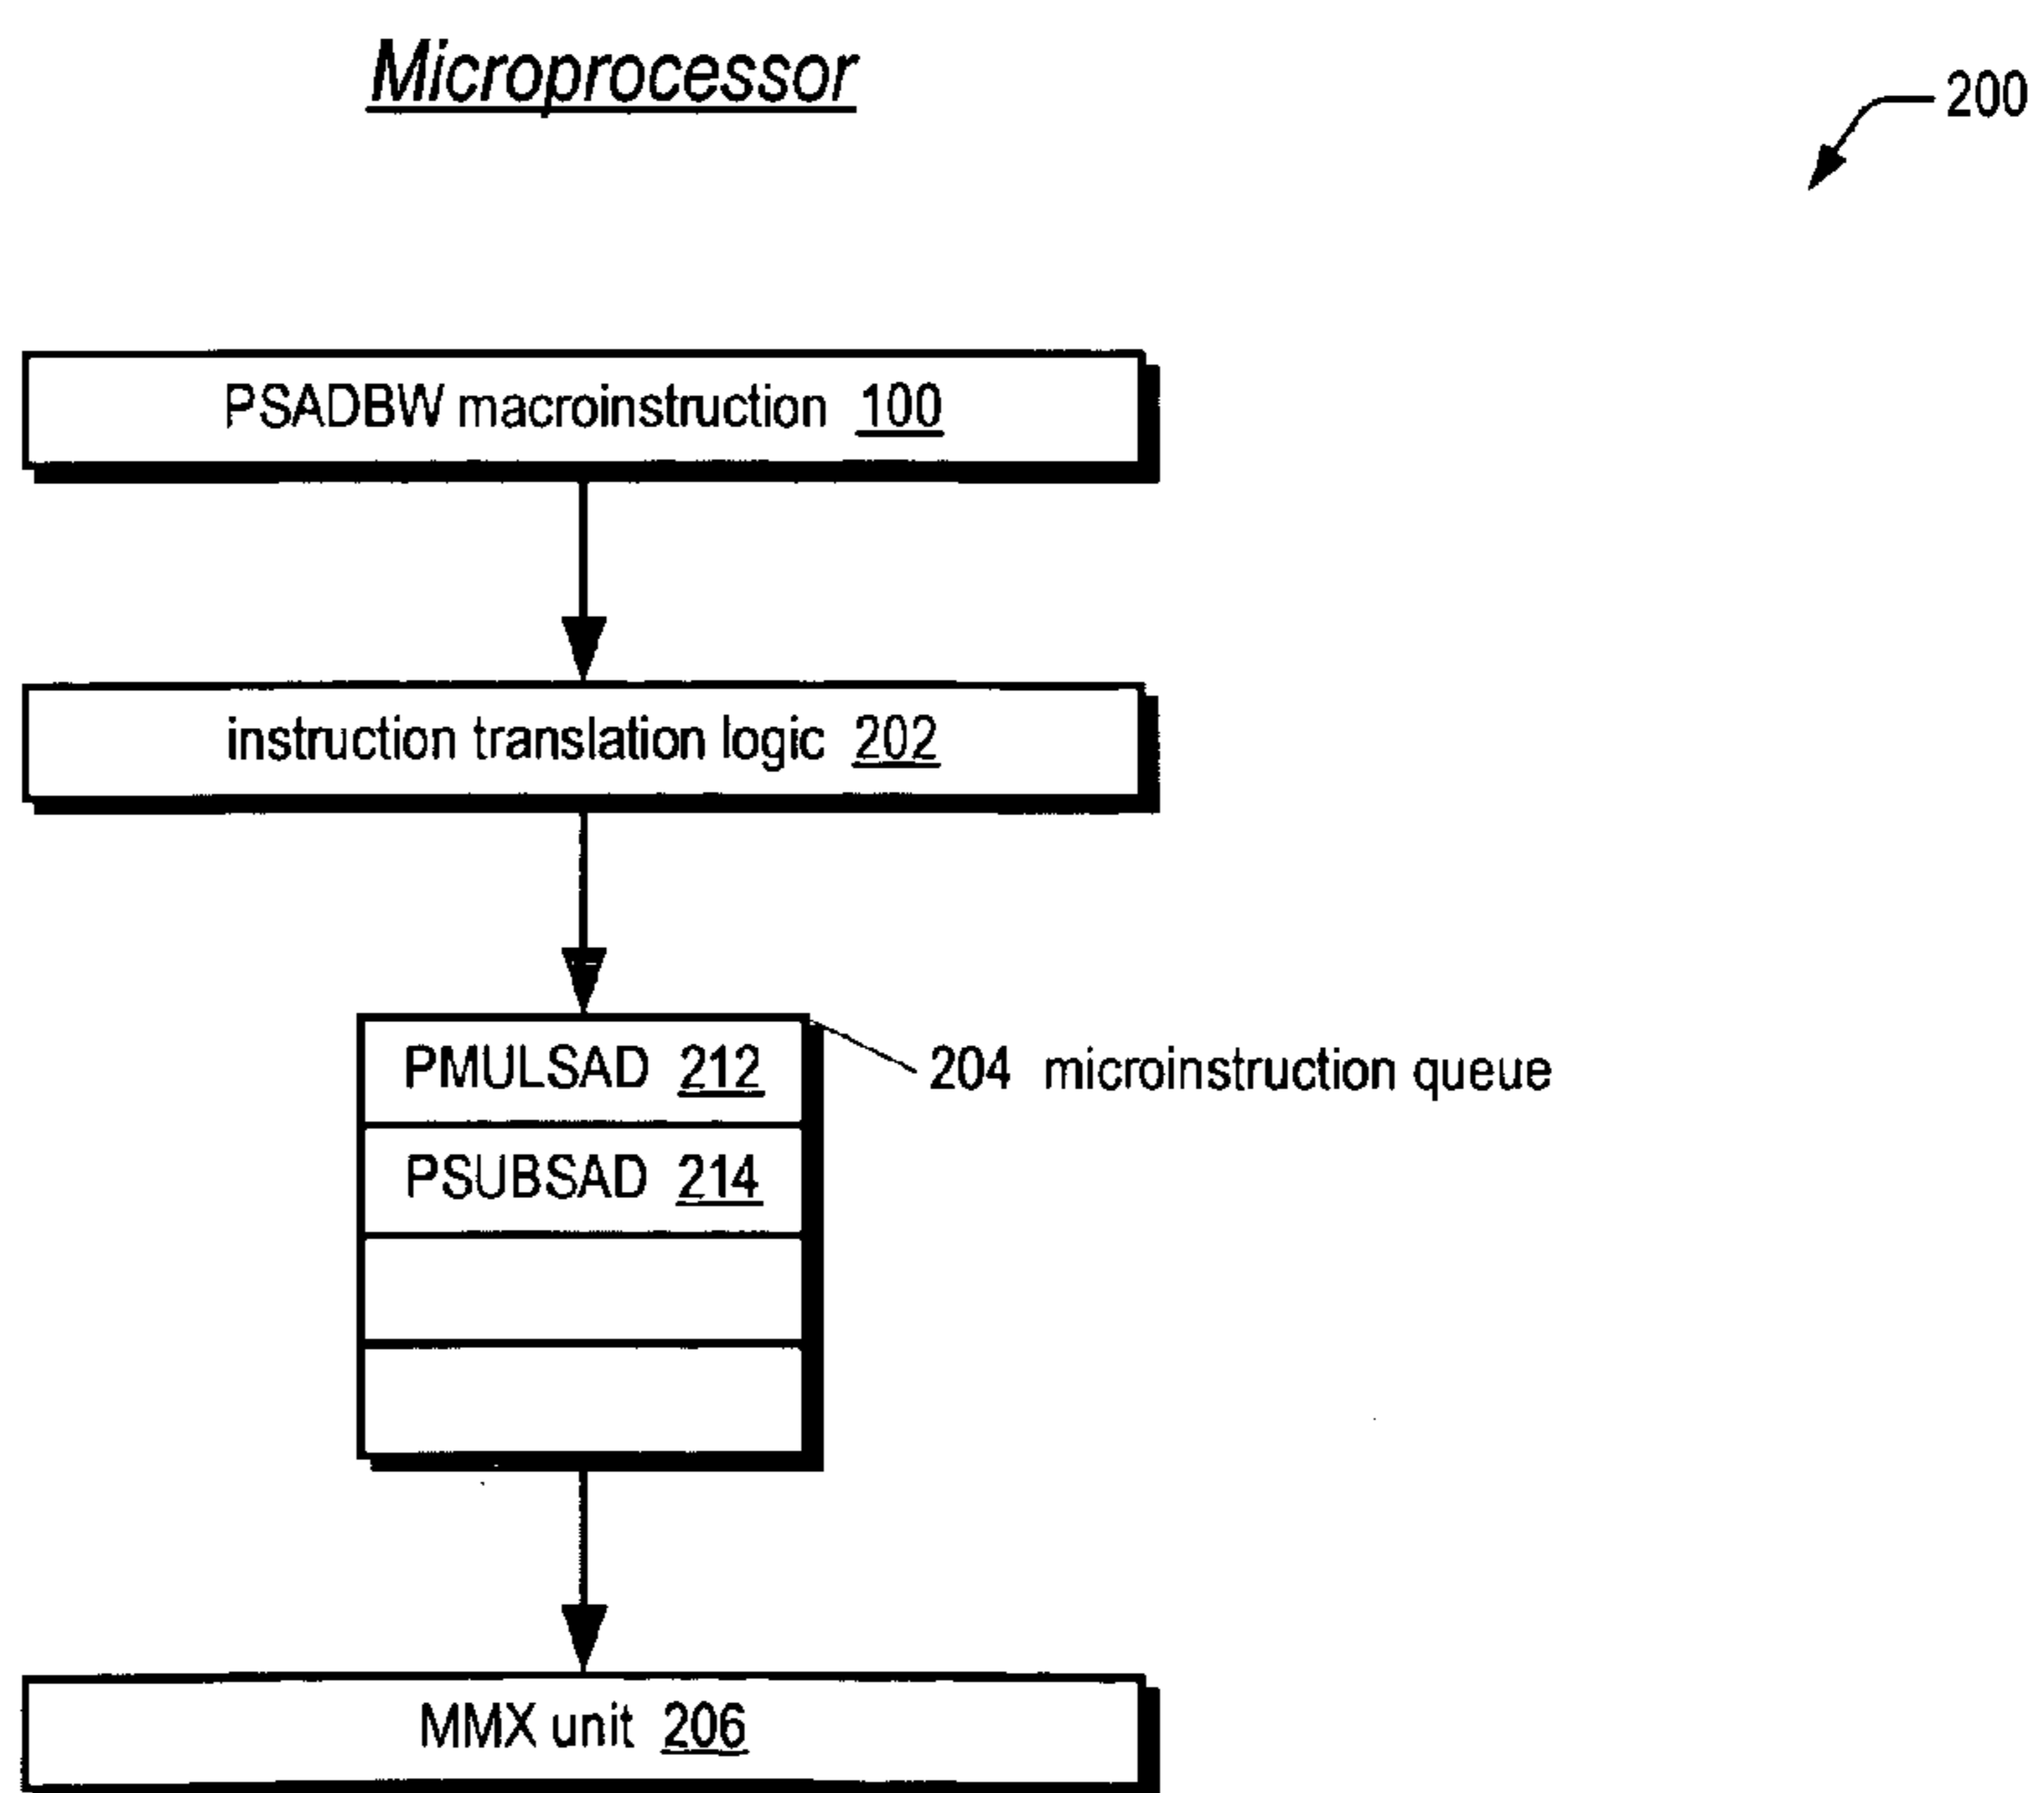 Microprocessor
200
PSADBW macroinstruction 100
instruction translation logic 202
PMULSAD 212
204 microinstruction queue
PSUBSAD 214
MMX unit 206